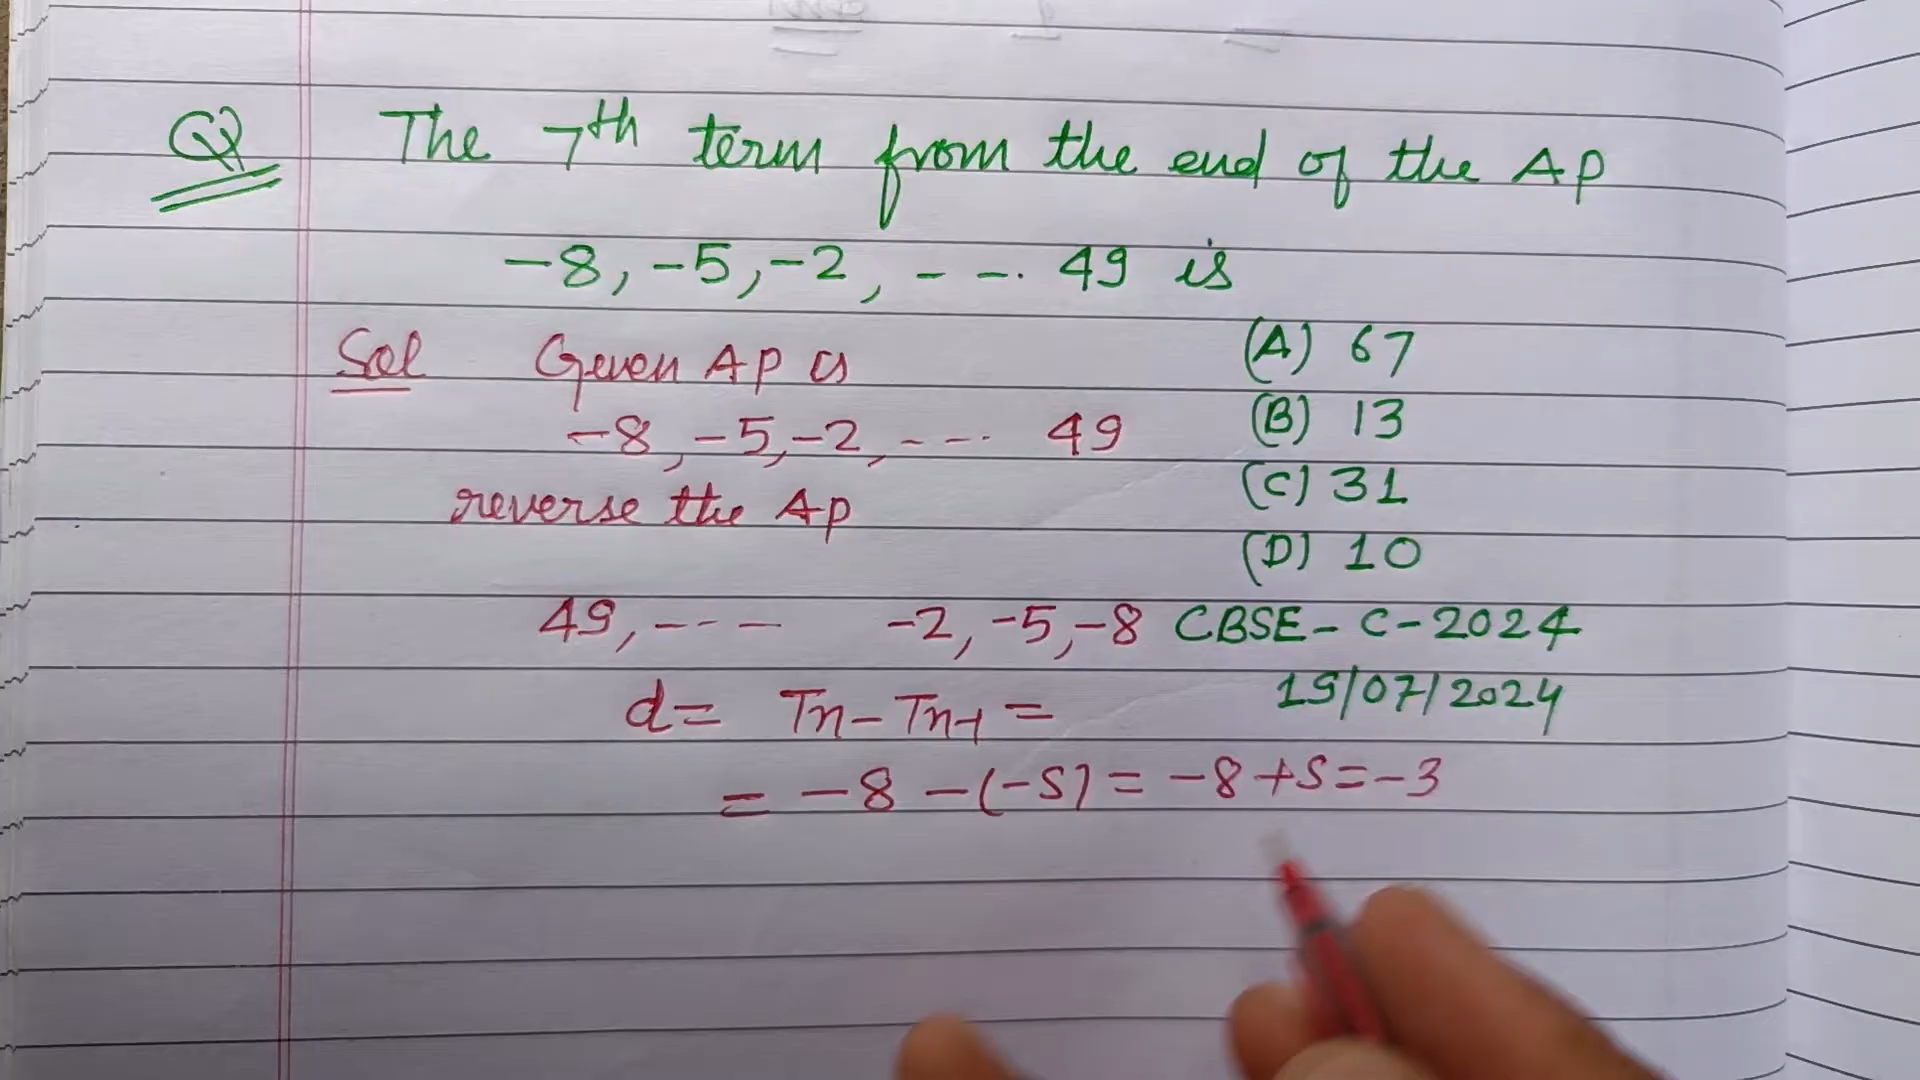 Q The 7th term from the end of the AP
-8, -5, -2, - -. 49 is
Sol Given AP is
(A) 67
-8, -5, -2, - - - 49
(B) 13
reverse the AP
(C) 31
(D) 10
49, - - - -2, -5, -8 CBSE - C - 2024
d = Tn - Tn-1 =
15/07/2024
= -8 - (-5) = -8 + 5 = -3